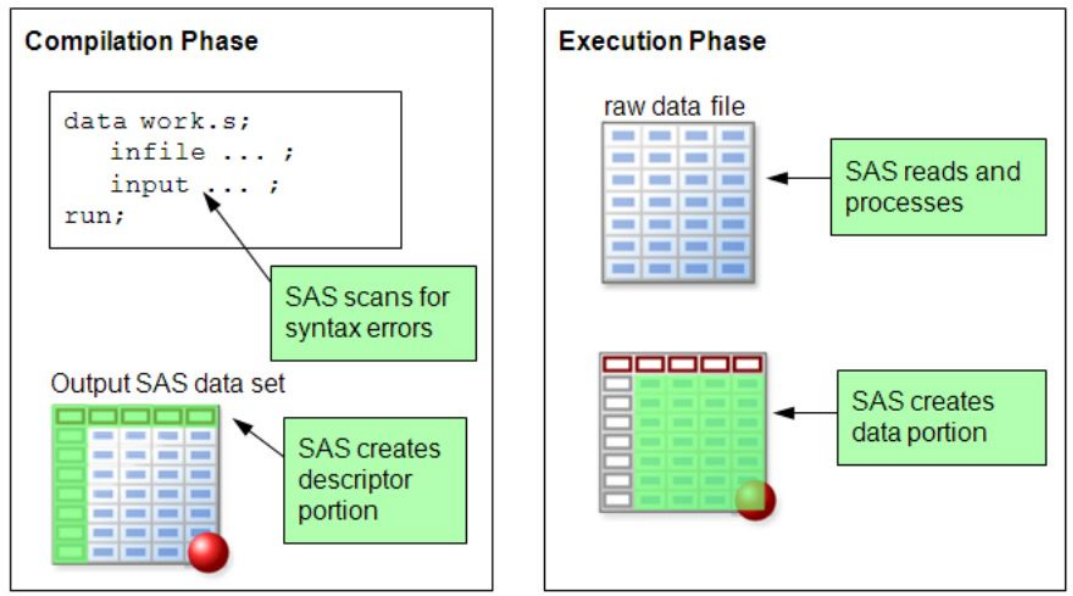 Compilation Phase
data work.s;
infile ... ;
input ... ;
run;
SAS scans for
syntax errors
Output SAS data set
SAS creates
descriptor
portion
Execution Phase
raw data file
SAS reads and
processes
SAS creates
data portion